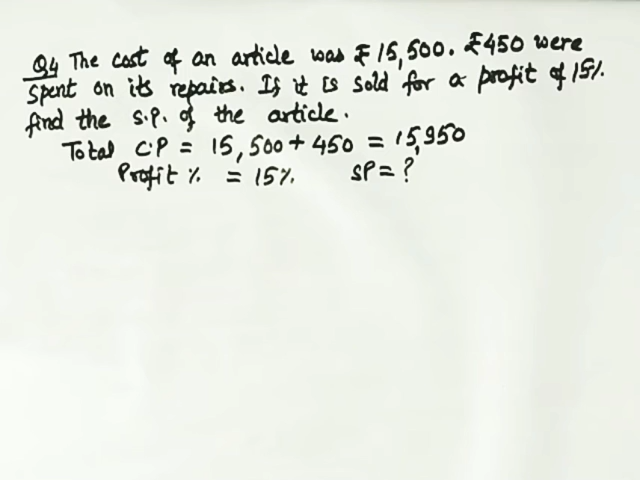 Q4 The cost of an article was ₹15,500. ₹450 were
spent on its repairs. If it is sold for a profit of 15%.
find the S.P. of the article.
Total C.P = 15,500 + 450 = 15,950
Profit % = 15%. SP = ?